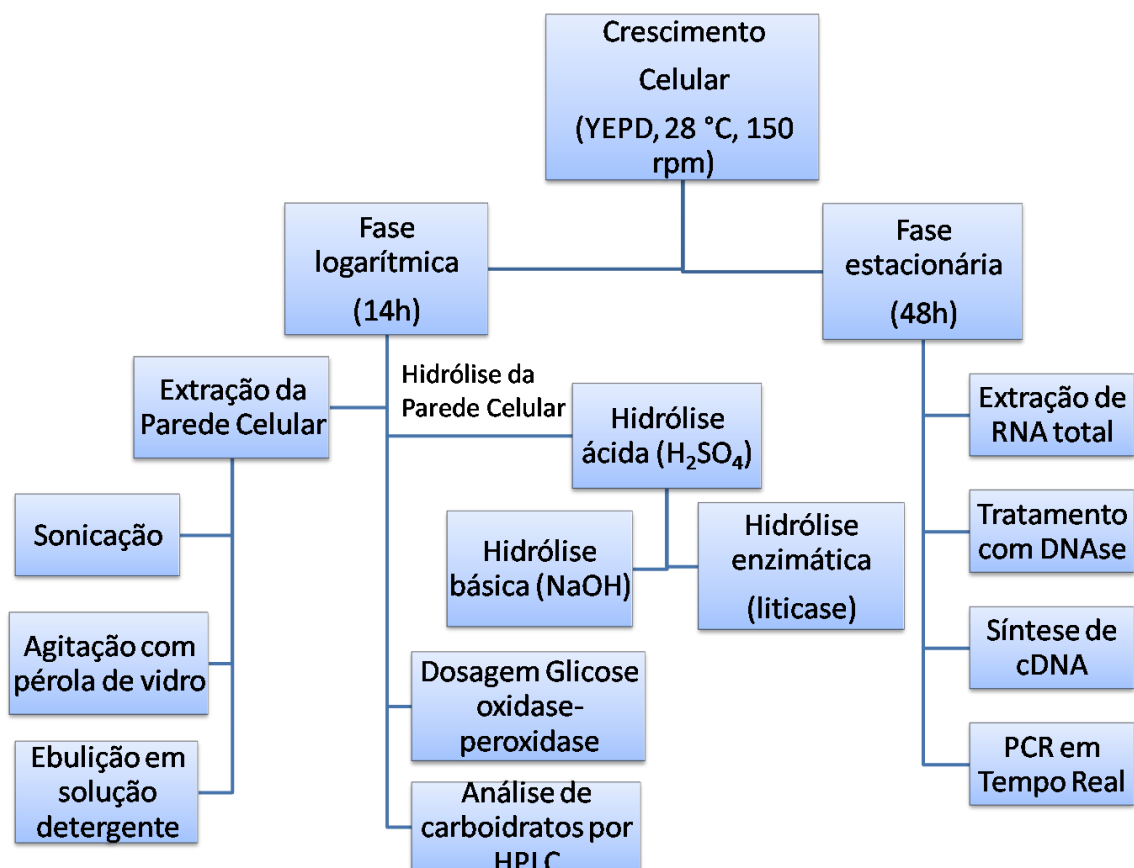 Crescimento
Celular
(YEPD, 28 °C, 150
rpm)
Fase
logarítmica
(14h)
Fase
estacionária
(48h)
Extração da
Parede Celular
Hidrólise da
Parede Celular
Hidrólise
ácida (H₂SO₄)
Extração de
RNA total
Sonicação
Hidrólise
básica (NaOH)
Hidrólise
enzimática
(liticase)
Tratamento
com DNAse
Agitação com
pérola de vidro
Dosagem Glicose
oxidase-
peroxidase
Síntese de
cDNA
Ebulição em
solução
detergente
Análise de
carboidratos por
HPLC
PCR em
Tempo Real